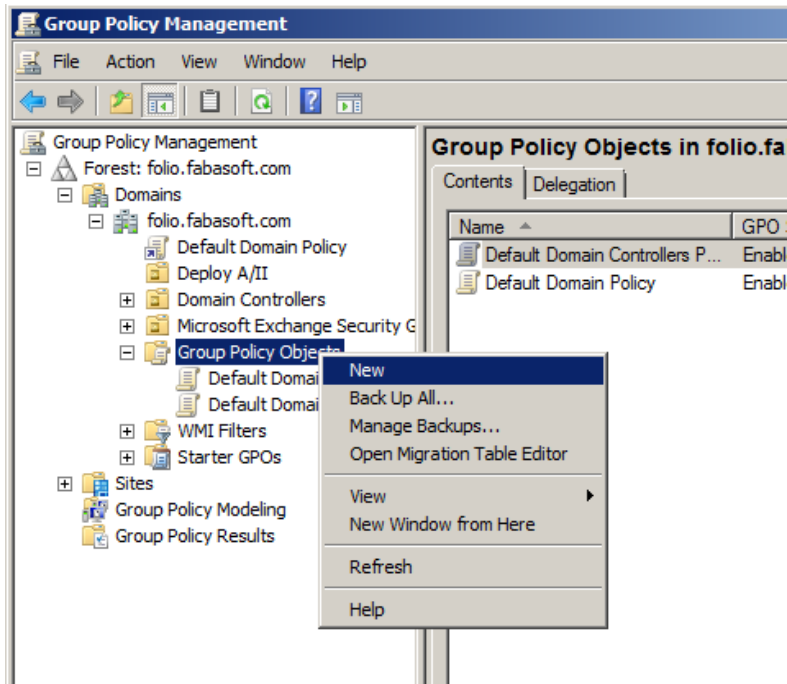 Group Policy Management
File Action View Window Help
Group Policy Management
Forest: folio.fabasoft.com
Domains
folio.fabasoft.com
Default Domain Policy
Deploy A/II
Domain Controllers
Microsoft Exchange Security G
Group Policy Objects
Default Domai
Default Domai
WMI Filters
Starter GPOs
Sites
Group Policy Modeling
Group Policy Results
New
Back Up All...
Manage Backups...
Open Migration Table Editor
View
New Window from Here
Refresh
Help
Group Policy Objects in folio.fa
Contents Delegation
Name GPO
Default Domain Controllers P... Enabl
Default Domain Policy Enabl